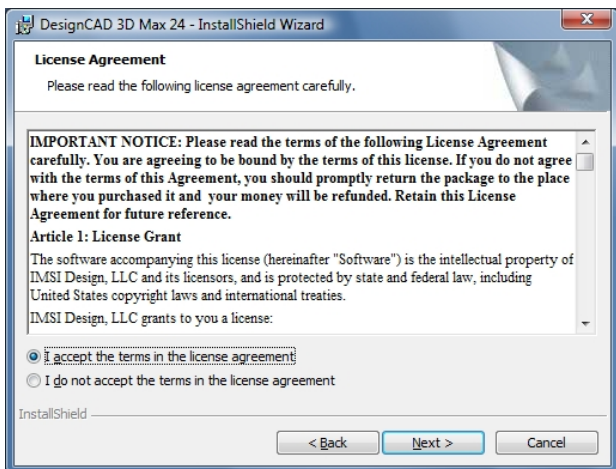 DesignCAD 3D Max 24 - InstallShield Wizard
License Agreement
Please read the following license agreement carefully.
IMPORTANT NOTICE: Please read the terms of the following License Agreement
carefully. You are agreeing to be bound by the terms of this license. If you do not agree
with the terms of this Agreement, you should promptly return the package to the place
where you purchased it and your money will be refunded. Retain this License
Agreement for future reference.
Article 1: License Grant
The software accompanying this license (hereinafter "Software") is the intellectual property of
IMSI Design, LLC and its licensors, and is protected by state and federal law, including
United States copyright laws and international treaties.
IMSI Design, LLC grants to you a license:
I accept the terms in the license agreement
I do not accept the terms in the license agreement
InstallShield
< Back Next > Cancel